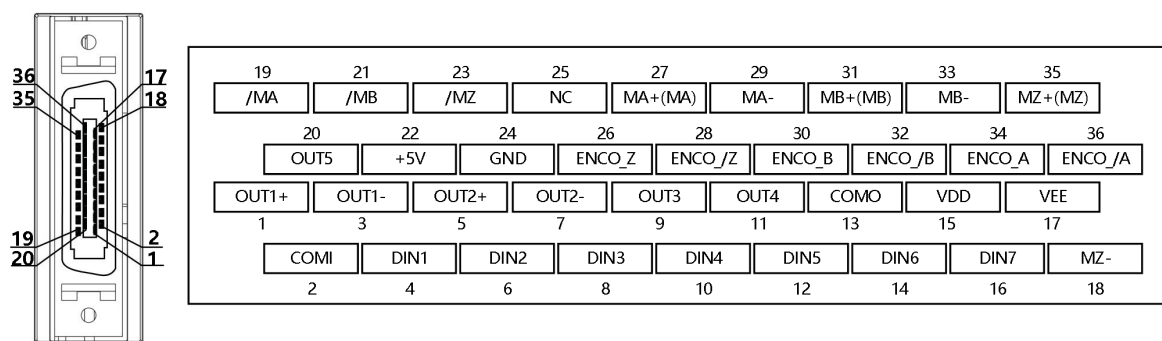 36
35
17
18
19
20
2
1
19 21 23 25 27 29 31 33 35
/MA /MB /MZ NC MA+(MA) MA- MB+(MB) MB- MZ+(MZ)
20 22 24 26 28 30 32 34 36
OUT5 +5V GND ENCO_Z ENCO_/Z ENCO_B ENCO_/B ENCO_A ENCO_/A
OUT1+ OUT1- OUT2+ OUT2- OUT3 OUT4 COMO VDD VEE
1 3 5 7 9 11 13 15 17
COMI DIN1 DIN2 DIN3 DIN4 DIN5 DIN6 DIN7 MZ-
2 4 6 8 10 12 14 16 18